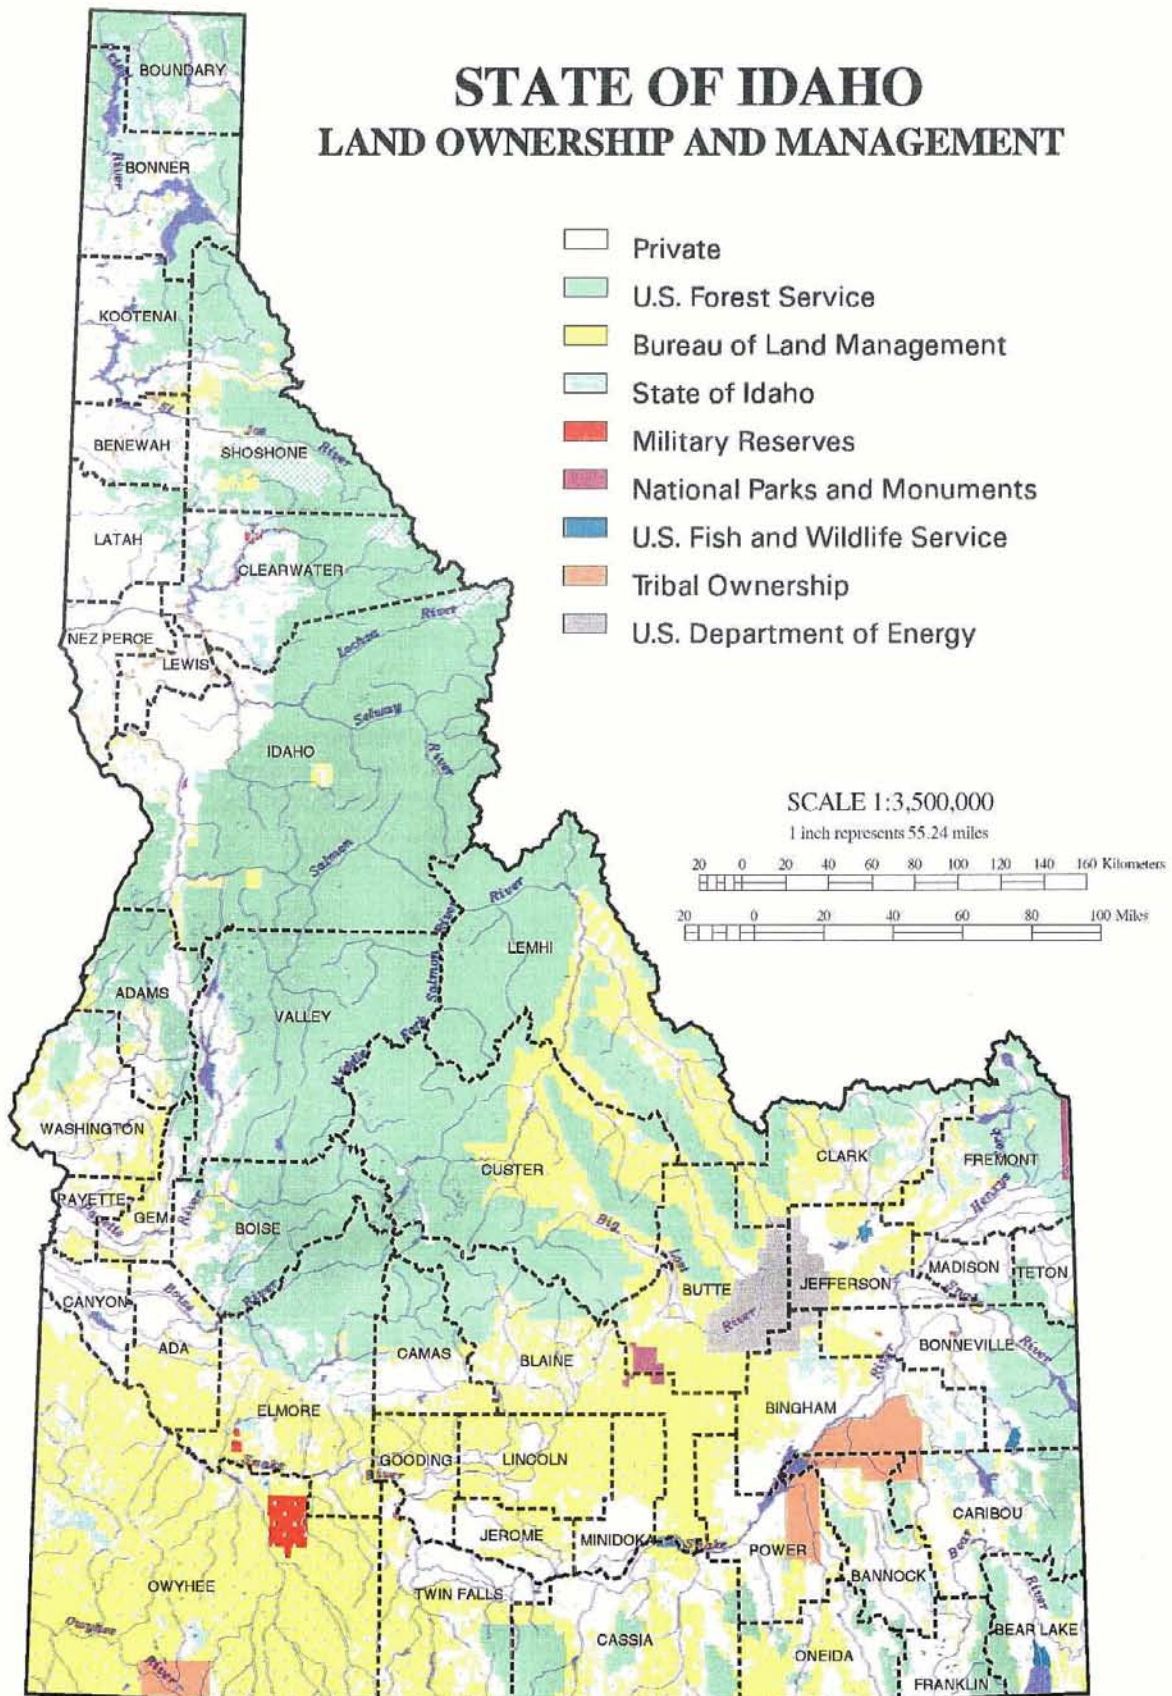 STATE OF IDAHO
LAND OWNERSHIP AND MANAGEMENT
Private
U.S. Forest Service
Bureau of Land Management
State of Idaho
Military Reserves
National Parks and Monuments
U.S. Fish and Wildlife Service
Tribal Ownership
U.S. Department of Energy
SCALE 1:3,500,000
1 inch represents 55.24 miles
20 0 20 40 60 80 100 120 140 160 Kilometers
20 0 20 40 60 80 100 Miles
BOUNDARY
River
BONNER
KOOTENAI
St
BENEWAH
Joe
River
SHOSHONE
LATAH
CLEARWATER
River
Lochsa
NEZ PERCE
LEWIS
Selway
River
IDAHO
Salmon
River
River
LEMHI
Salmon
ADAMS
VALLEY
Fork
Middle
WASHINGTON
CUSTER
CLARK
FREMONT
Fork
Henrys
PAYETTE
Payette
GEM
River
BOISE
Big
Lost
River
BUTTE
JEFFERSON
MADISON
TETON
Snake
River
CANYON
Boise
River
ADA
CAMAS
BLAINE
BONNEVILLE
River
ELMORE
BINGHAM
Snake
River
GOODING
LINCOLN
JEROME
MINIDOKA
Snake
POWER
CARIBOU
Bear
River
BANNOCK
OWYHEE
TWIN FALLS
CASSIA
ONEIDA
BEAR LAKE
FRANKLIN
Owyhee
River